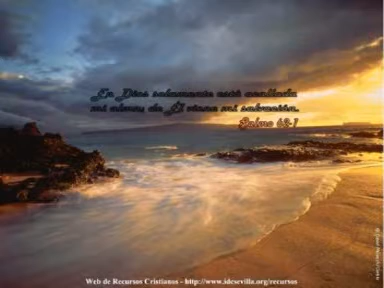 En Dios solamente está acallada
mi alma; de Él viene mi salvación.
Salmo 62:1
Web de Recursos Cristianos - http://www.idesevilla.org/recursos